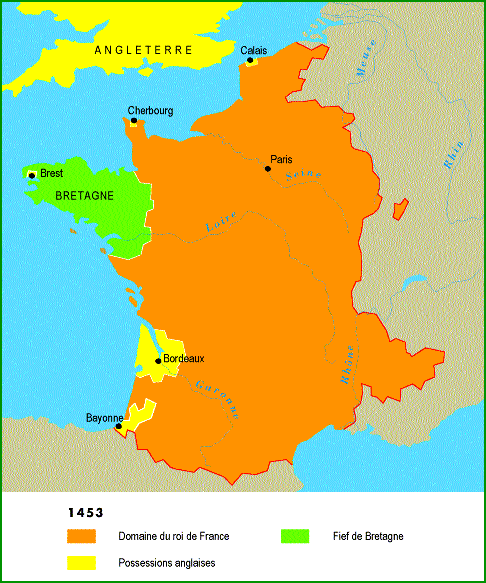 ANGLETERRE
Calais
Meuse
Cherbourg
Rhin
Paris
Seine
Brest
BRETAGNE
Loire
Bordeaux
Rhône
Garonne
Bayonne
1453
Domaine du roi de France
Fief de Bretagne
Possessions anglaises